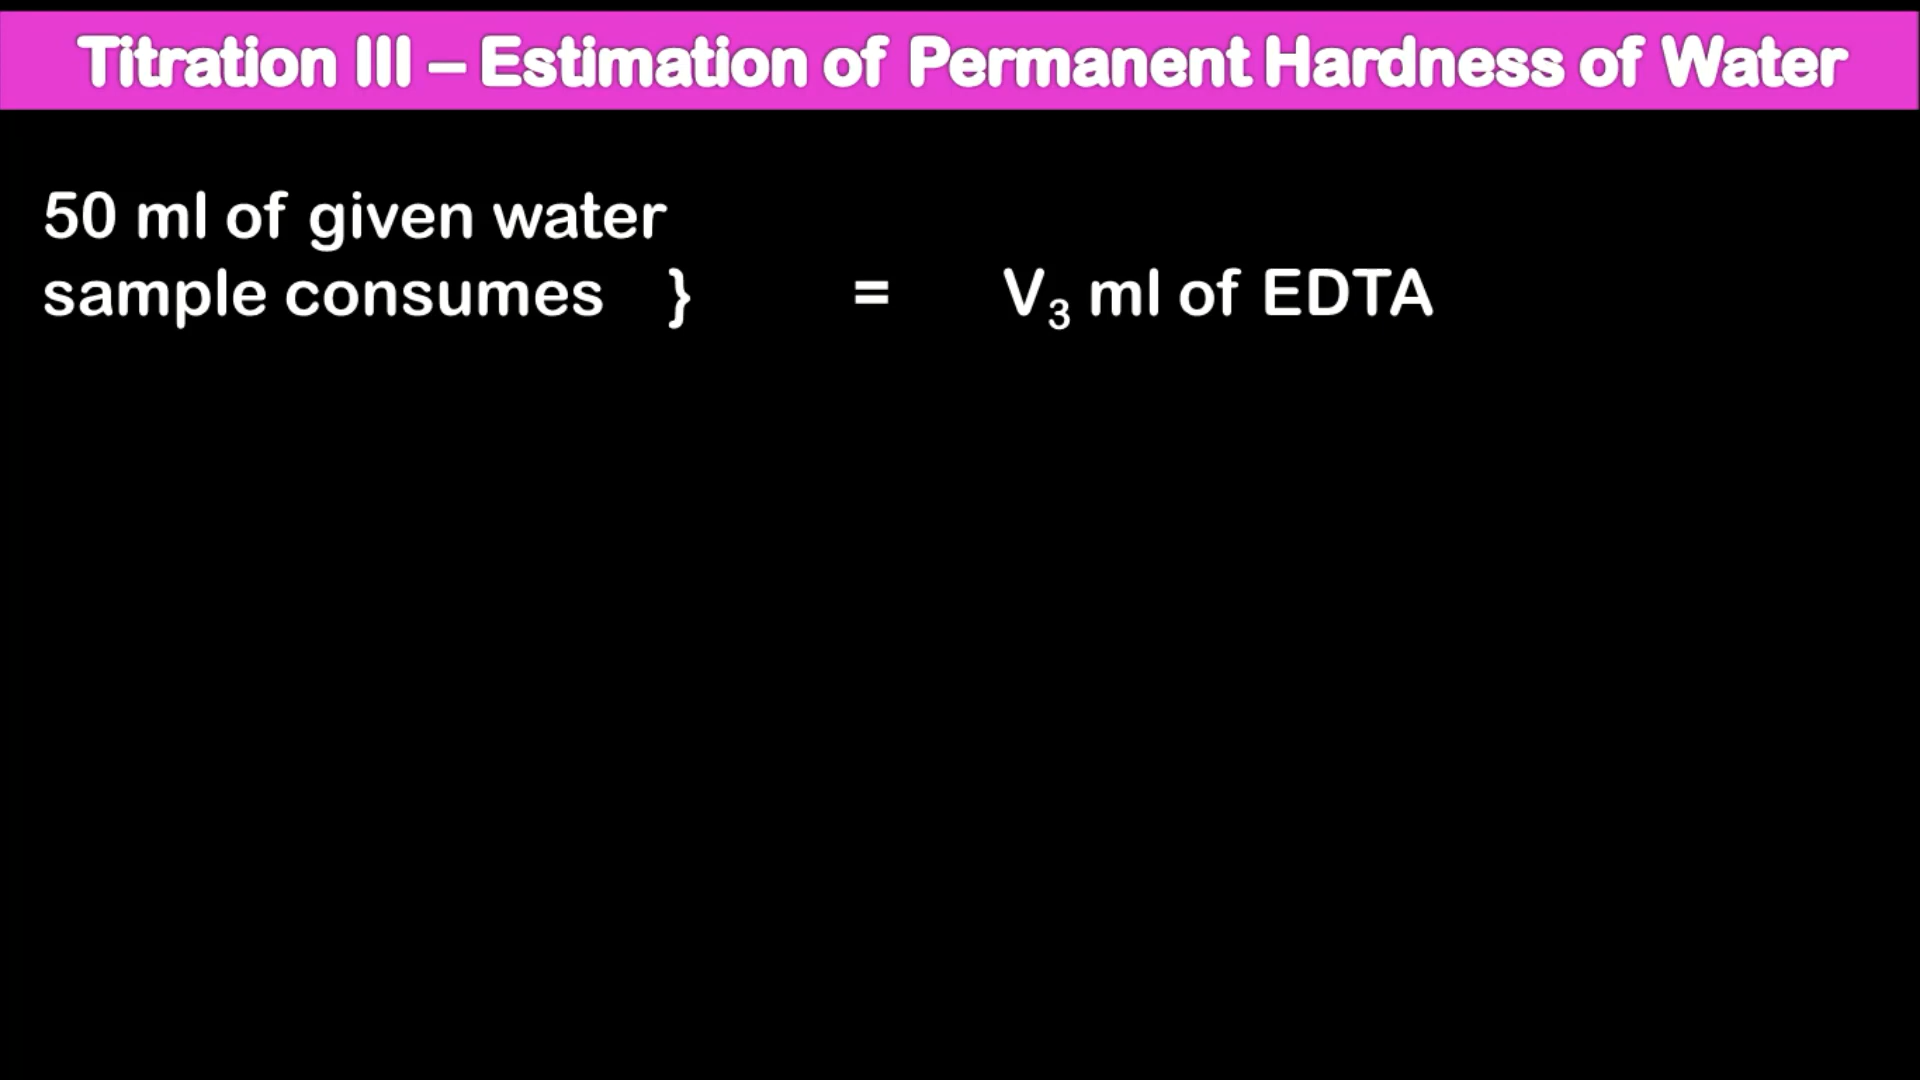 Titration III – Estimation of Permanent Hardness of Water
50 ml of given water
sample consumes } = V₃ ml of EDTA